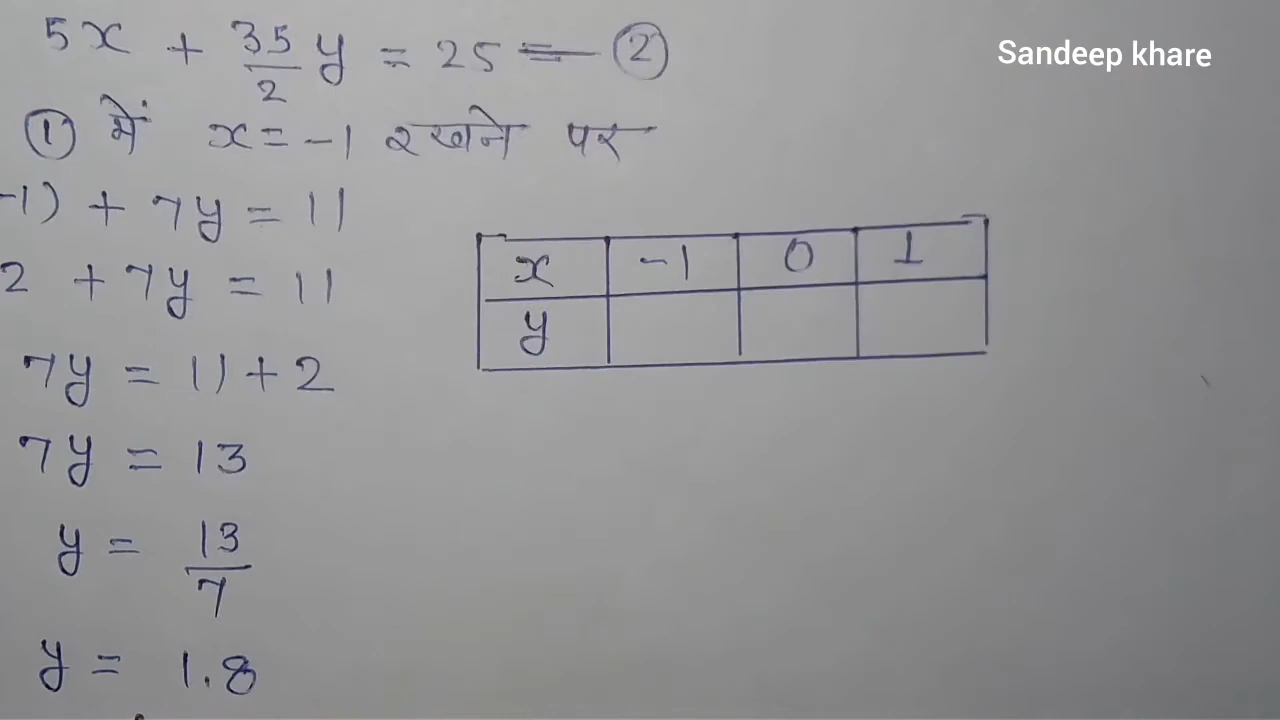 5x + 35/2 y = 25 — ②
Sandeep khare
① में x = -1 रखने पर
-1) + 7y = 11
2 + 7y = 11
7y = 11 + 2
7y = 13
y = 13/7
y = 1.8
x -1 0 1
y